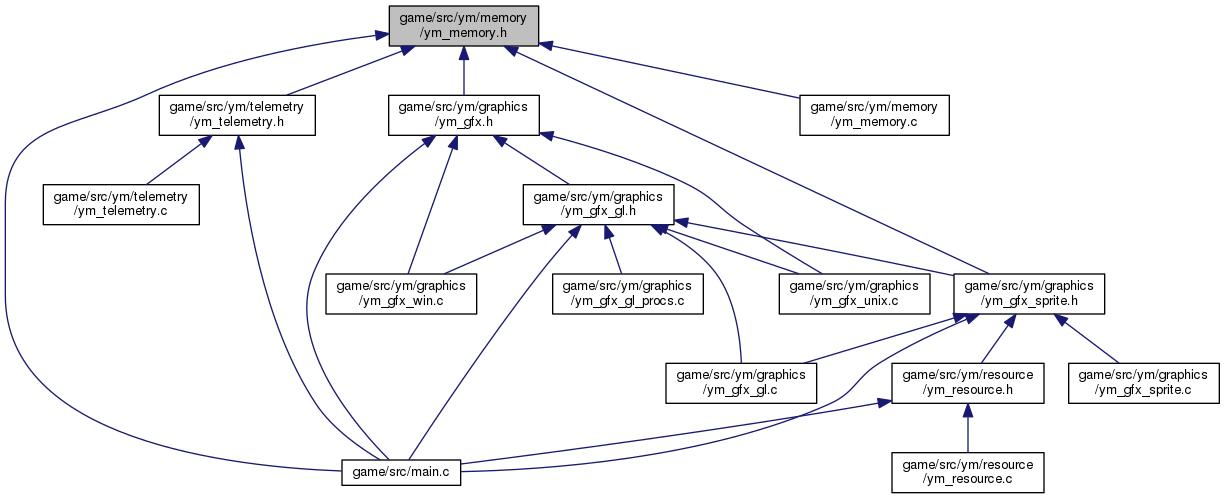 game/src/ym/memory
/ym_memory.h
game/src/ym/telemetry
/ym_telemetry.h
game/src/ym/graphics
/ym_gfx.h
game/src/ym/memory
/ym_memory.c
game/src/ym/telemetry
/ym_telemetry.c
game/src/ym/graphics
/ym_gfx_gl.h
game/src/ym/graphics
/ym_gfx_win.c
game/src/ym/graphics
/ym_gfx_gl_procs.c
game/src/ym/graphics
/ym_gfx_unix.c
game/src/ym/graphics
/ym_gfx_sprite.h
game/src/ym/graphics
/ym_gfx_gl.c
game/src/ym/resource
/ym_resource.h
game/src/ym/graphics
/ym_gfx_sprite.c
game/src/main.c
game/src/ym/resource
/ym_resource.c